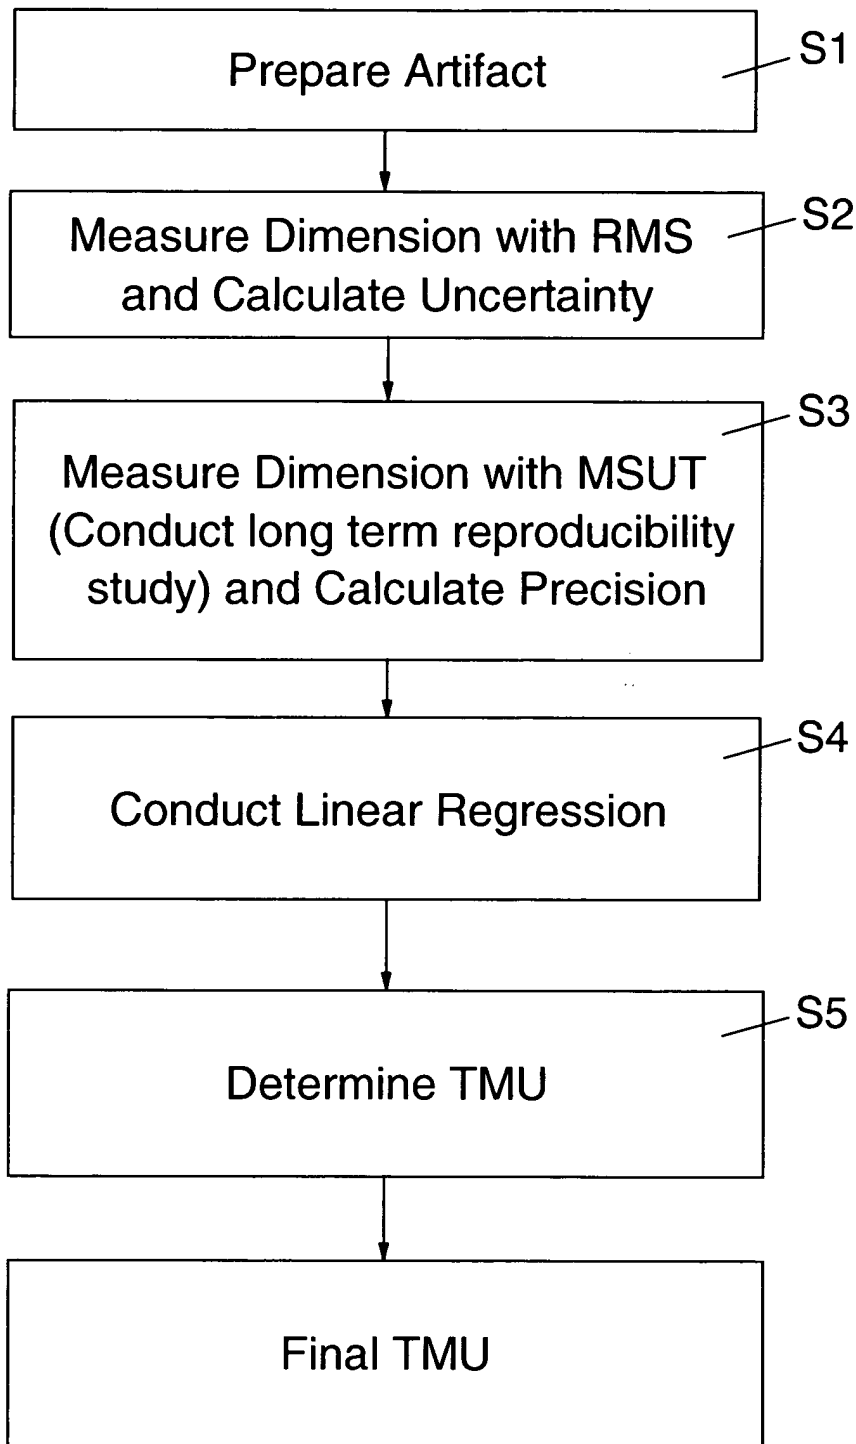 Prepare Artifact
S1
Measure Dimension with RMS
and Calculate Uncertainty
S2
Measure Dimension with MSUT
(Conduct long term reproducibility
study) and Calculate Precision
S3
Conduct Linear Regression
S4
Determine TMU
S5
Final TMU